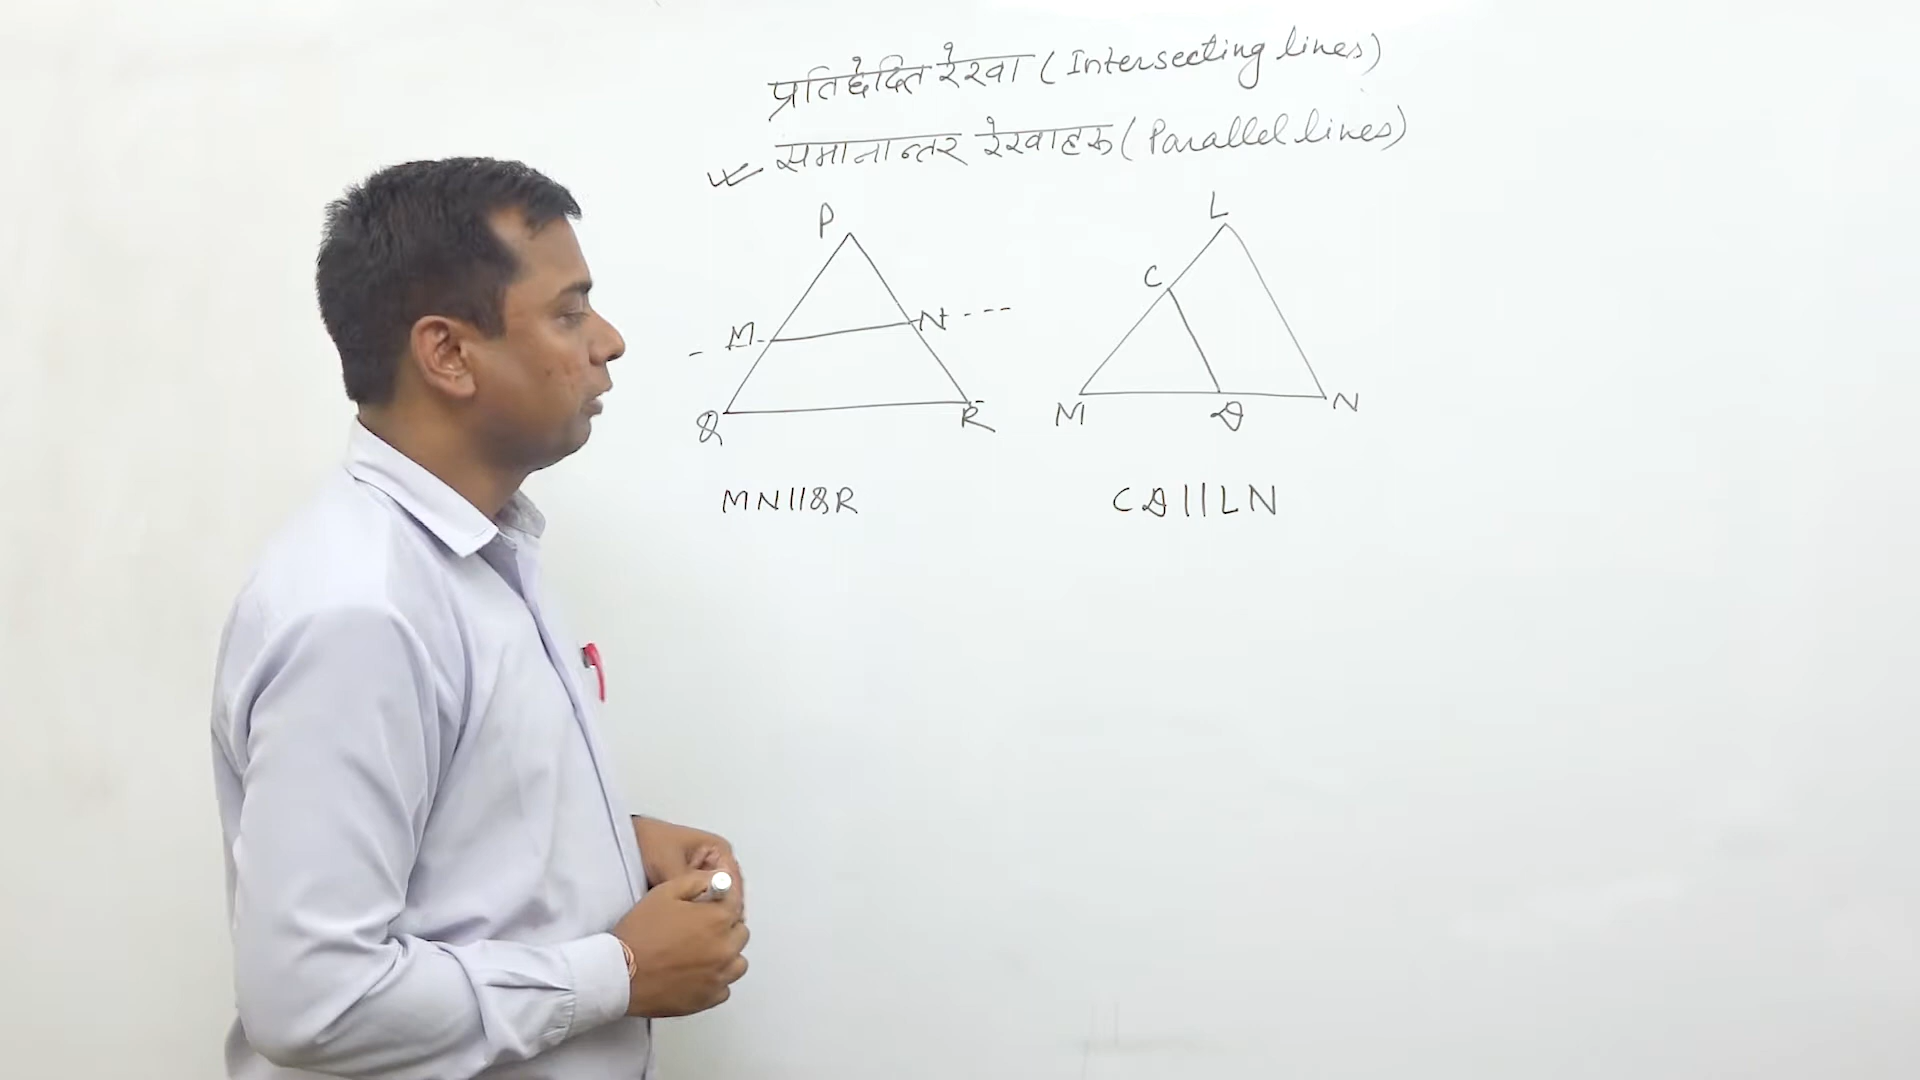 प्रतिछेदित रेखा (Intersecting lines)
समानान्तर रेखाहरू (Parallel lines)
P
M N
Q R
L
C
M D N
MN||QR
CD||LN